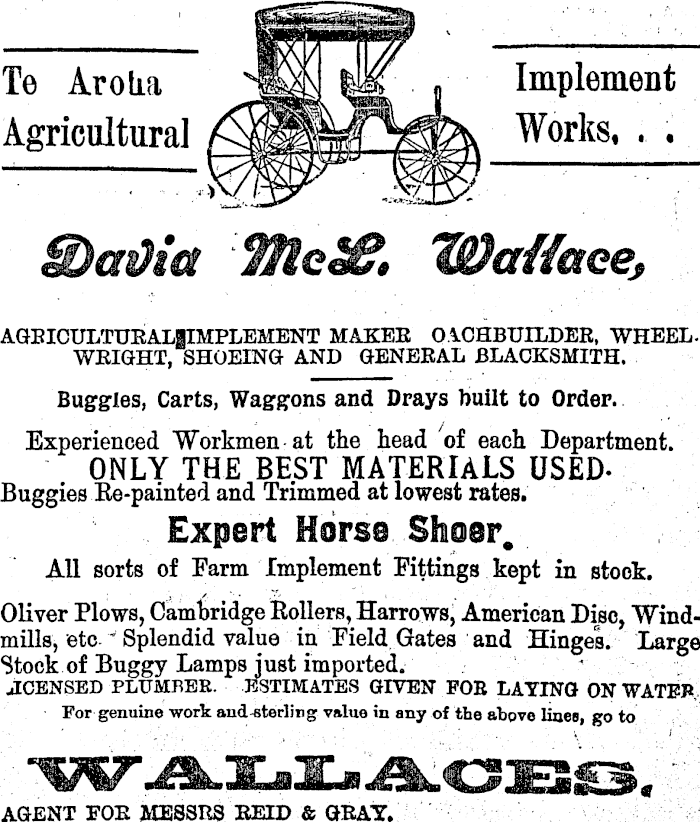 Te Aroha
Agricultural
Implement
Works. . .
David McL. Wallace,
AGRICULTURAL IMPLEMENT MAKER OACHBUILDER, WHEEL-
WRIGHT, SHOEING AND GENERAL BLACKSMITH.
Buggies, Carts, Waggons and Drays built to Order.
Experienced Workmen at the head of each Department.
ONLY THE BEST MATERIALS USED.
Buggies Re-painted and Trimmed at lowest rates.
Expert Horse Shoer.
All sorts of Farm Implement Fittings kept in stock.
Oliver Plows, Cambridge Rollers, Harrows, American Disc, Wind-
mills, etc. Splendid value in Field Gates and Hinges. Large
Stock of Buggy Lamps just imported.
LICENSED PLUMBER. ESTIMATES GIVEN FOR LAYING ON WATER
For genuine work and sterling value in any of the above lines, go to
WALLACES.
AGENT FOR MESSRS REID & GRAY.